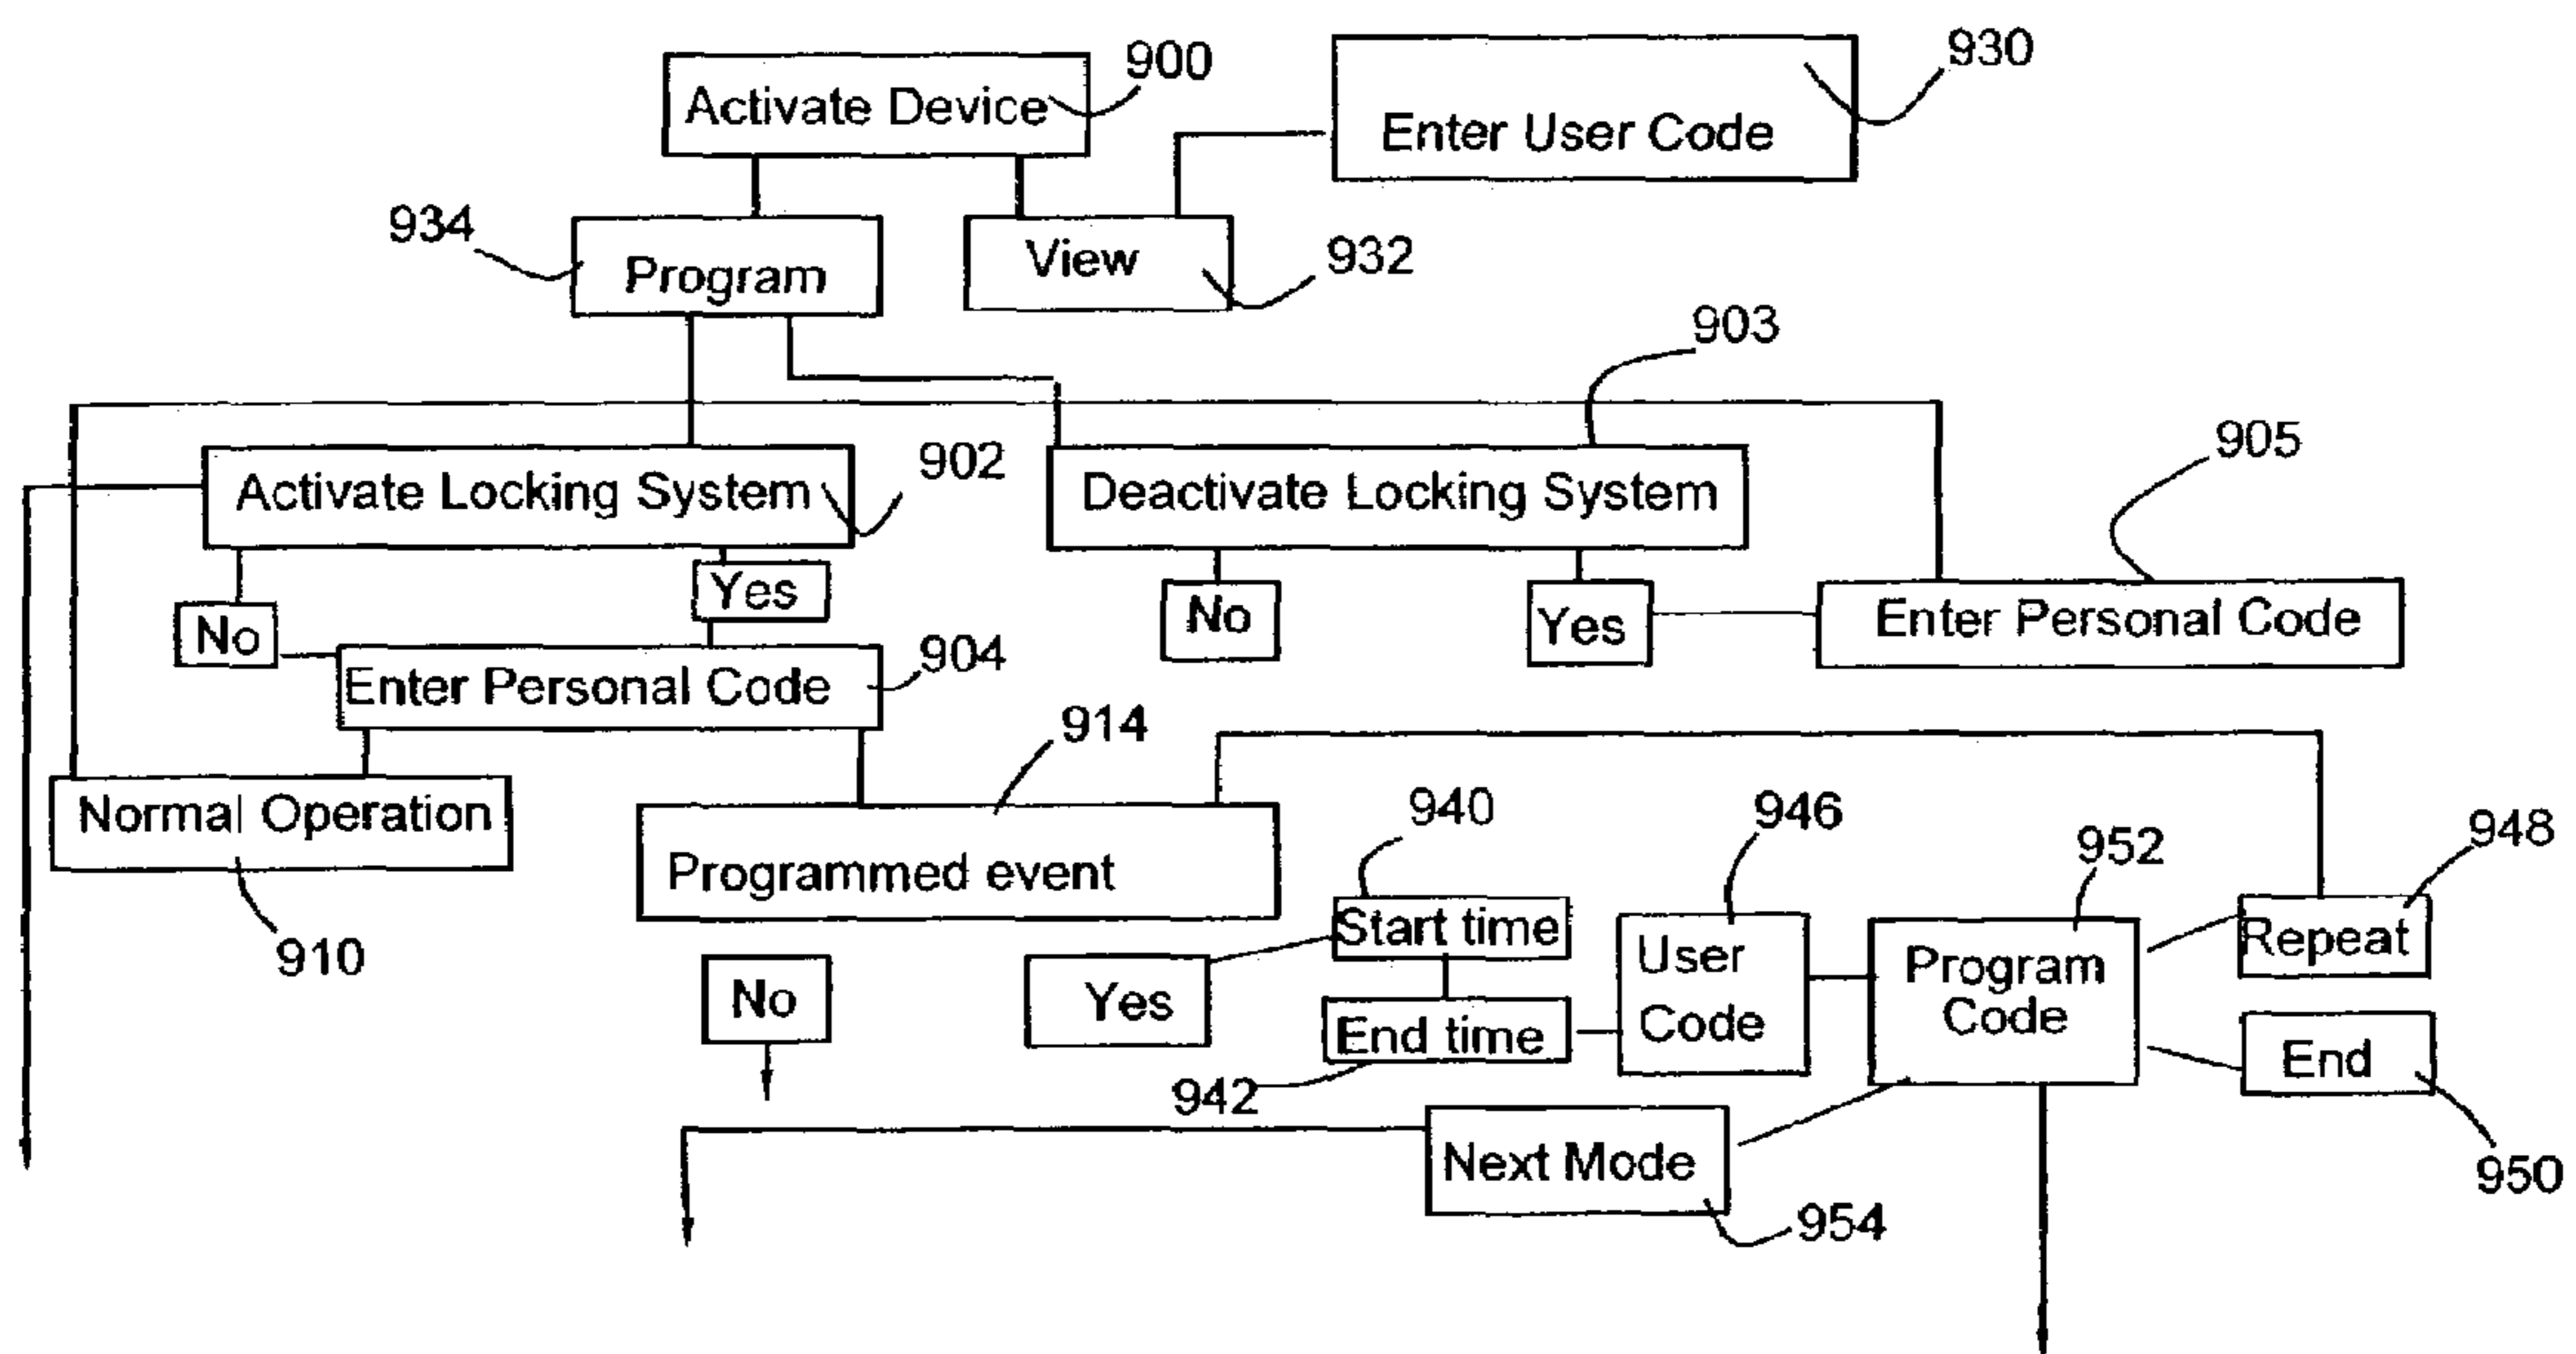 900
930
Activate Device
Enter User Code
934
Program
View
932
903
902
905
Activate Locking System
Deactivate Locking System
Yes
No
No
Yes
Enter Personal Code
904
Enter Personal Code
914
Normal Operation
910
Programmed event
940
946
952
948
Start time
User
Code
Program
Code
Repeat
No
Yes
End time
End
942
Next Mode
954
950